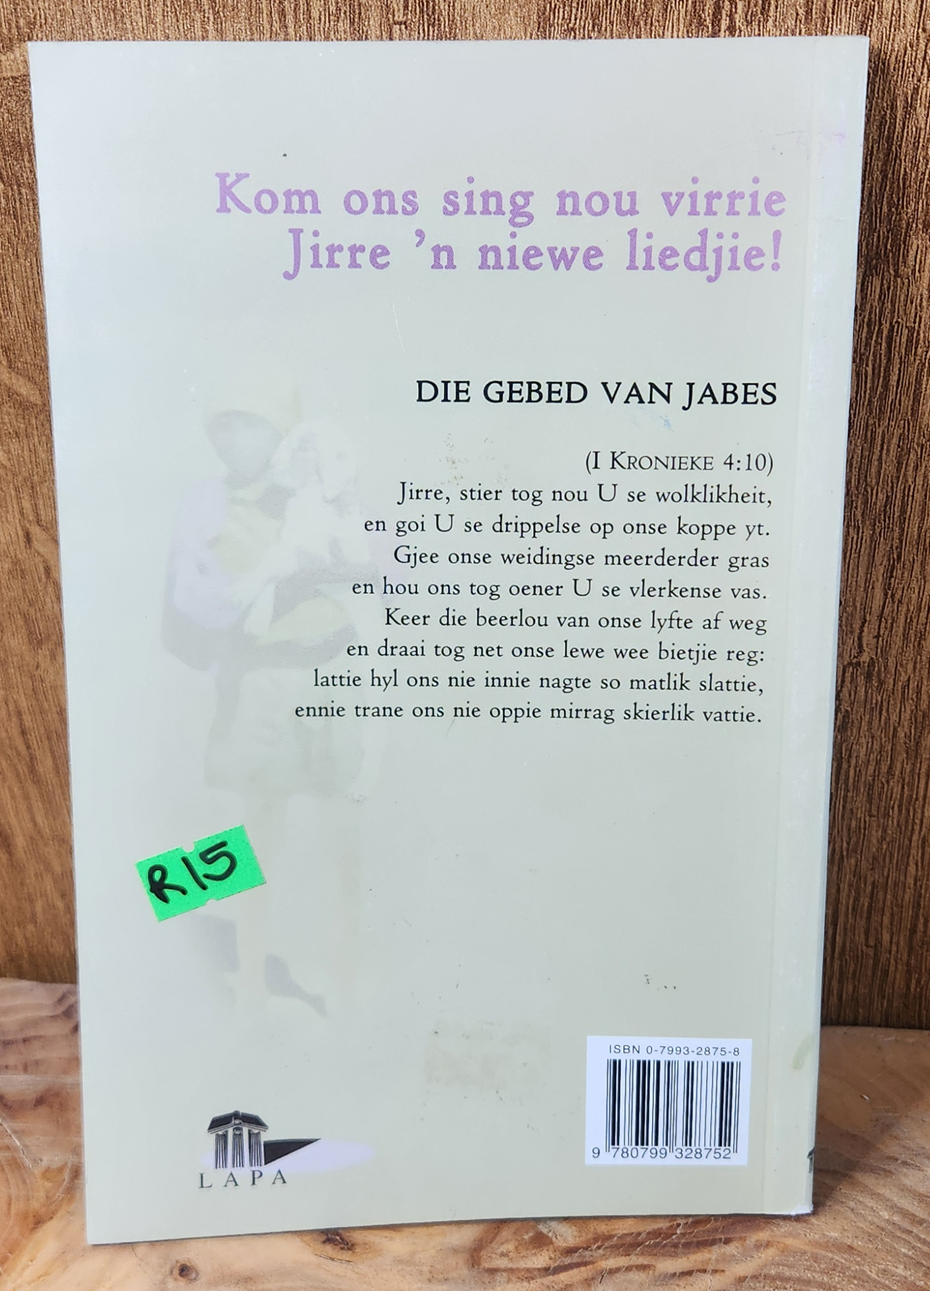 Kom ons sing nou virrie
Jirre 'n niewe liedjie!
DIE GEBED VAN JABES
(I KRONIEKE 4:10)
Jirre, stier tog nou U se wolklikheit,
en goi U se drippelse op onse koppe yt.
Gjee onse weidingse meerderder gras
en hou ons tog oener U se vlerkense vas.
Keer die beerlou van onse lyfte af weg
en draai tog net onse lewe wee bietjie reg:
lattie hyl ons nie innie nagte so matlik slattie,
ennie trane ons nie oppie mirrag skierlik vattie.
R15
ISBN 0-7993-2875-8
9 780799 328752
LAPA